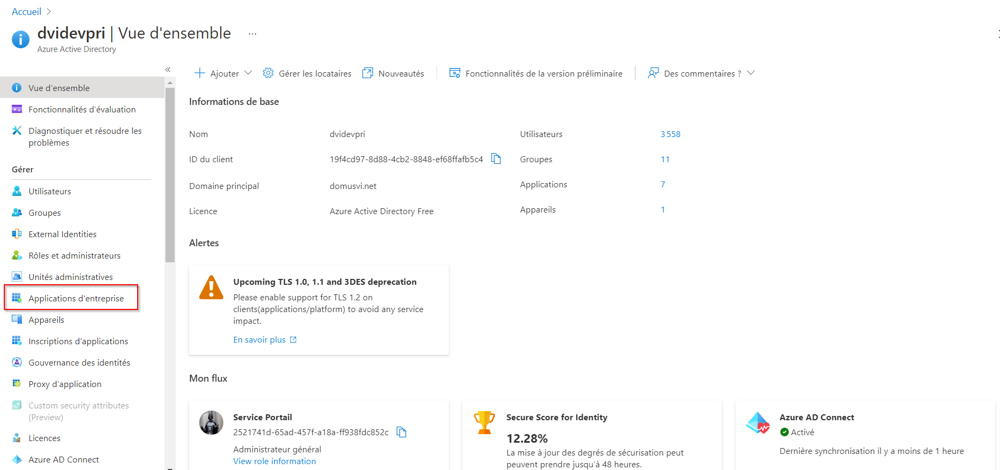 Accueil
dvidevpri | Vue d'ensemble ...
Azure Active Directory
«
Vue d'ensemble
Fonctionnalités d'évaluation
Diagnostiquer et résoudre les
problèmes
Gérer
Utilisateurs
Groupes
External Identities
Rôles et administrateurs
Unités administratives
Applications d'entreprise
Appareils
Inscriptions d'applications
Gouvernance des identités
Proxy d'application
Custom security attributes
(Preview)
Licences
Azure AD Connect
Ajouter Gérer les locataires Nouveautés Fonctionnalités de la version préliminaire Des commentaires ?
Informations de base
Nom dvidevpri
ID du client 19f4cd97-8d88-4cb2-8848-ef68ffafb5c4
Domaine principal domusvi.net
Licence Azure Active Directory Free
Utilisateurs 3 558
Groupes 11
Applications 7
Appareils 1
Alertes
Upcoming TLS 1.0, 1.1 and 3DES deprecation
Please enable support for TLS 1.2 on
clients(applications/platform) to avoid any service
impact.
En savoir plus
Mon flux
Service Portail
2521741d-65ad-457f-a18a-ff938fdc852c
Administrateur général
View role information
Secure Score for Identity
12.28%
La mise à jour des degrés de sécurisation peut
peuvent prendre jusqu'à 48 heures.
Azure AD Connect
Activé
Dernière synchronisation il y a moins de 1 heure